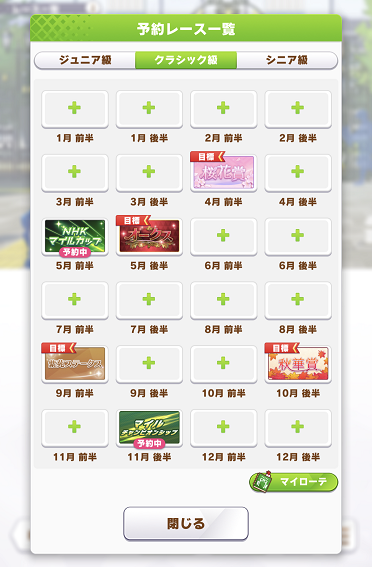 予約レース一覧
ジュニア級 クラシック級 シニア級
1月 前半 1月 後半 2月 前半 2月 後半
目標
桜花賞
3月 前半 3月 後半 4月 前半 4月 後半
NHK
マイルカップ
予約中
目標
オークス
5月 前半 5月 後半 6月 前半 6月 後半
7月 前半 7月 後半 8月 前半 8月 後半
目標
紫苑ステークス
目標
秋華賞
9月 前半 9月 後半 10月 前半 10月 後半
マイル
チャンピオンシップ
予約中
11月 前半 11月 後半 12月 前半 12月 後半
マイローテ
閉じる